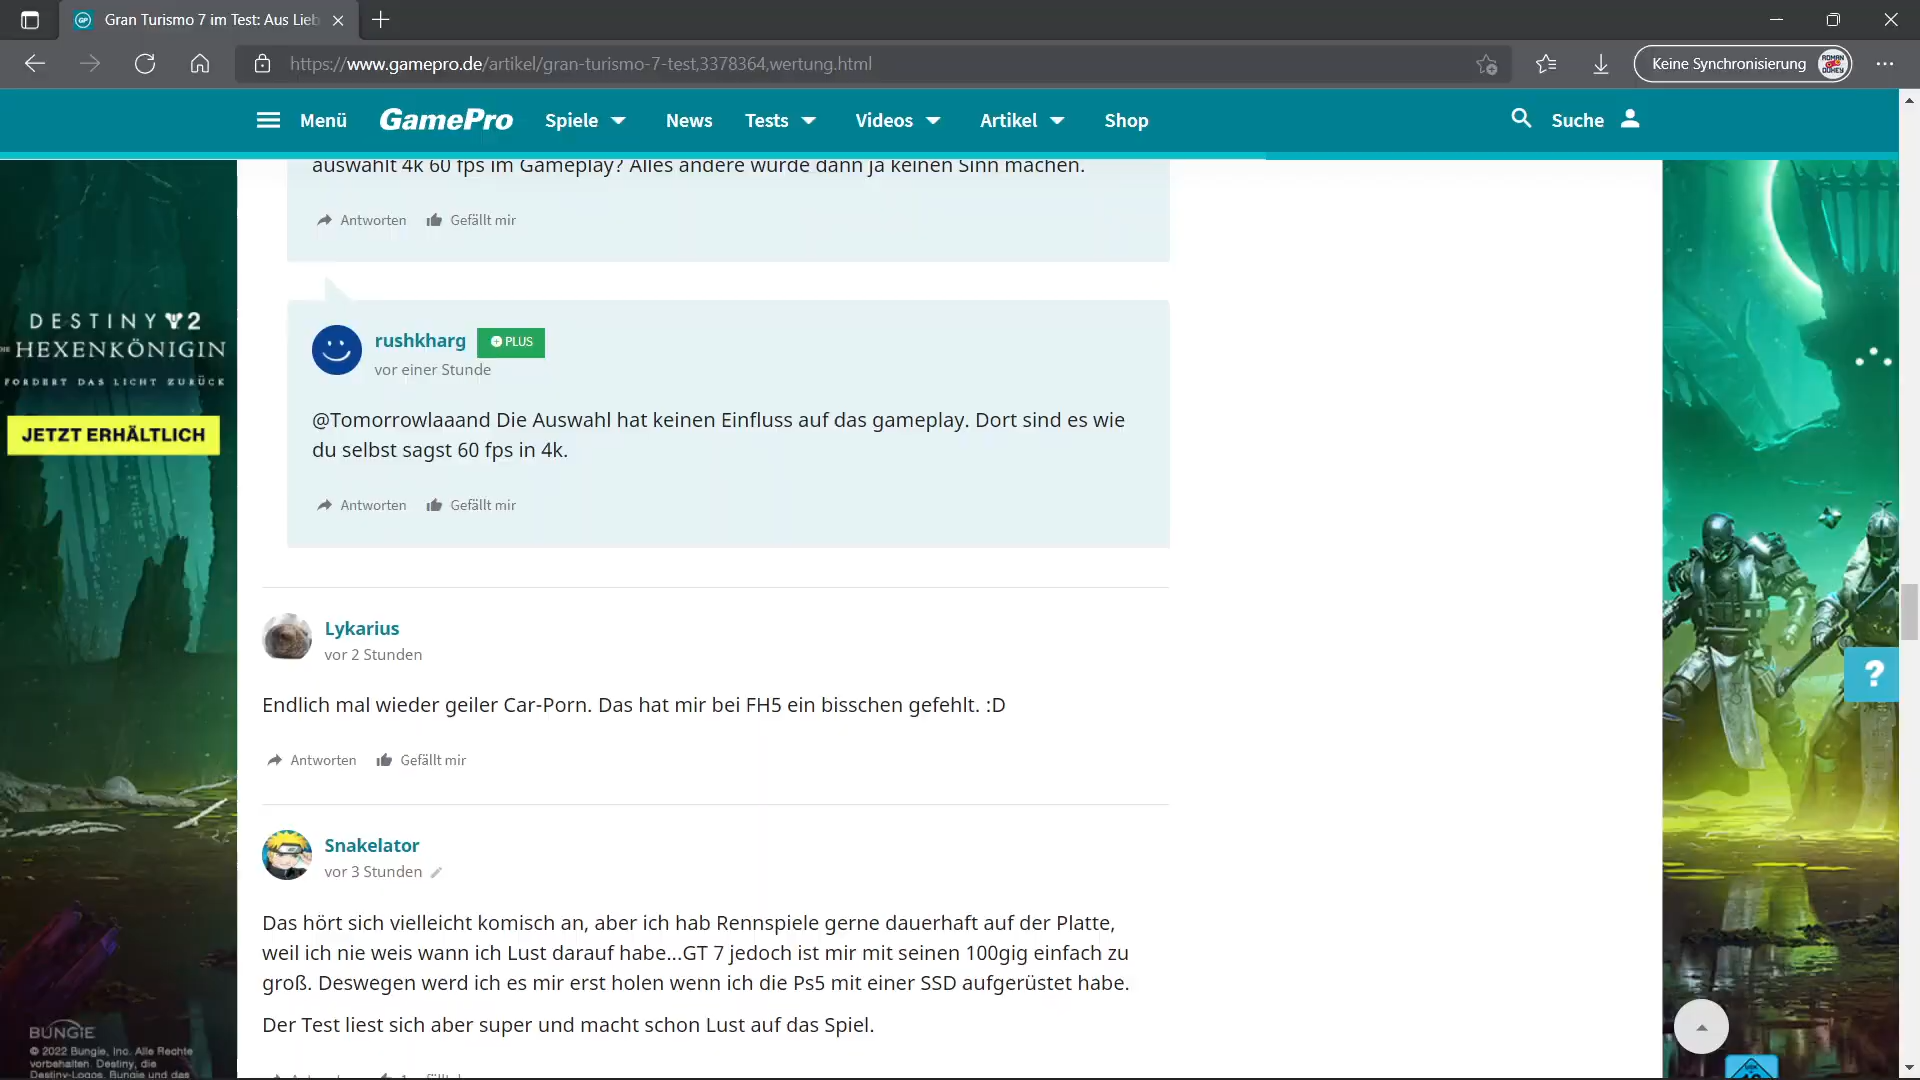 Gran Turismo 7 im Test: Aus Lieb
https://www.gamepro.de/artikel/gran-turismo-7-test,3378364,wertung.html
Keine Synchronisierung
Menü
GamePro
Spiele
News
Tests
Videos
Artikel
Shop
Suche
auswählt 4k 60 fps im Gameplay? Alles andere würde dann ja keinen Sinn machen.
Antworten
Gefällt mir
rushkharg
PLUS
vor einer Stunde
@Tomorrowlaaand Die Auswahl hat keinen Einfluss auf das gameplay. Dort sind es wie
du selbst sagst 60 fps in 4k.
Antworten
Gefällt mir
Lykarius
vor 2 Stunden
Endlich mal wieder geiler Car-Porn. Das hat mir bei FH5 ein bisschen gefehlt. :D
Antworten
Gefällt mir
Snakelator
vor 3 Stunden
Das hört sich vielleicht komisch an, aber ich hab Rennspiele gerne dauerhaft auf der Platte,
weil ich nie weis wann ich Lust darauf habe...GT 7 jedoch ist mir mit seinen 100gig einfach zu
groß. Deswegen werd ich es mir erst holen wenn ich die Ps5 mit einer SSD aufgerüstet habe.
Der Test liest sich aber super und macht schon Lust auf das Spiel.
DESTINY 2
HEXENKÖNIGIN
FORDERT DAS LICHT ZURÜCK
JETZT ERHÄLTLICH
BUNGIE
© 2022 Bungie, Inc. Alle Rechte
vorbehalten. Destiny, die
Destiny-Logos, Bungie und das
?